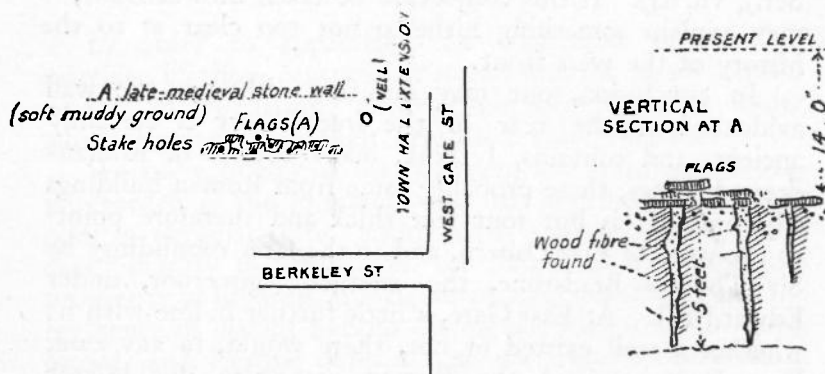 A late-medieval stone wall
(soft muddy ground)
FLAGS(A)
Stake holes
(WELL)
TOWN HALL EXTENSION
WEST GATE ST
BERKELEY ST
PRESENT LEVEL
14' 0"
VERTICAL
SECTION AT A
FLAGS
Wood fibre
found
5 feet